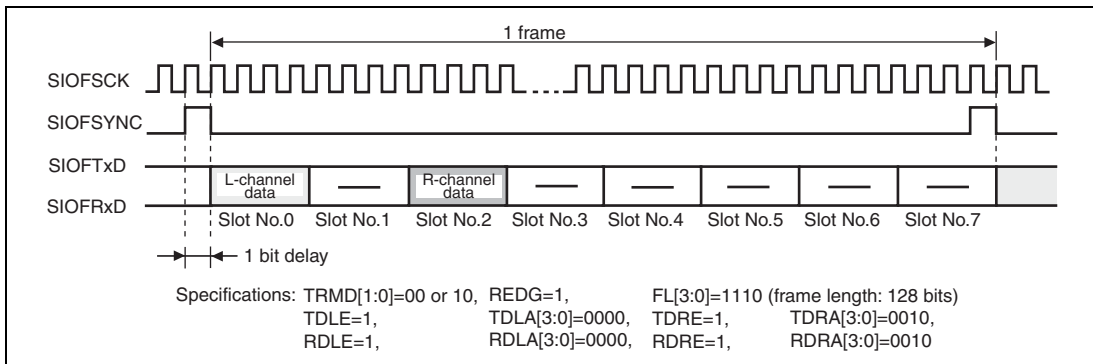 1 frame
SIOFSCK
SIOFSYNC
SIOFTxD
L-channel data
R-channel data
SIOFRxD
Slot No.0 Slot No.1 Slot No.2 Slot No.3 Slot No.4 Slot No.5 Slot No.6 Slot No.7
1 bit delay
Specifications: TRMD[1:0]=00 or 10, REDG=1, FL[3:0]=1110 (frame length: 128 bits)
TDLE=1, TDLA[3:0]=0000, TDRE=1, TDRA[3:0]=0010,
RDLE=1, RDLA[3:0]=0000, RDRE=1, RDRA[3:0]=0010